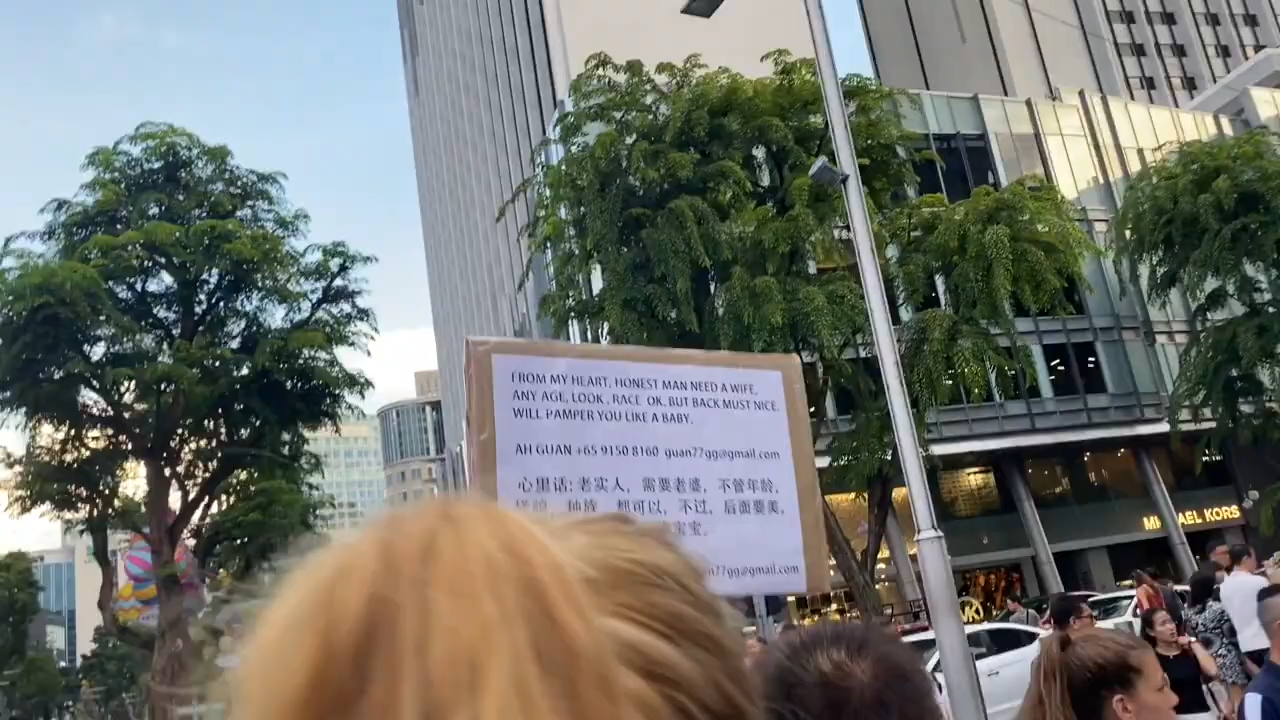 FROM MY HEART, HONEST MAN NEED A WIFE,
ANY AGE, LOOK, RACE OK, BUT BACK MUST NICE.
WILL PAMPER YOU LIKE A BABY.
AH GUAN +65 9150 8160 guan77gg@gmail.com
心里话: 老实人, 需要老婆, 不管年龄,
种族 都可以, 不过, 后面要美,
宝宝。
n77gg@gmail.com
MICHAEL KORS
MK